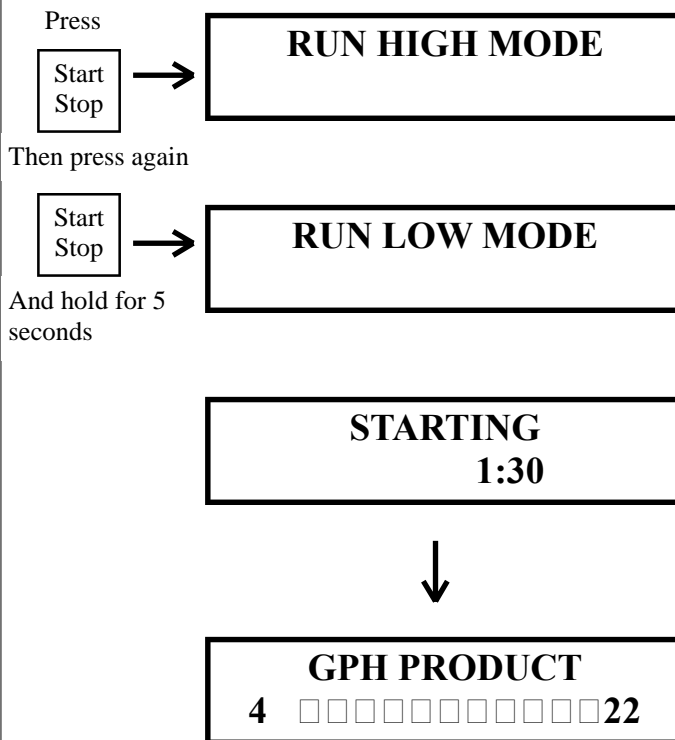 Press
Start
Stop
RUN HIGH MODE
Then press again
Start
Stop
RUN LOW MODE
And hold for 5
seconds
STARTING
1:30
GPH PRODUCT
4 □□□□□□□□□□□22